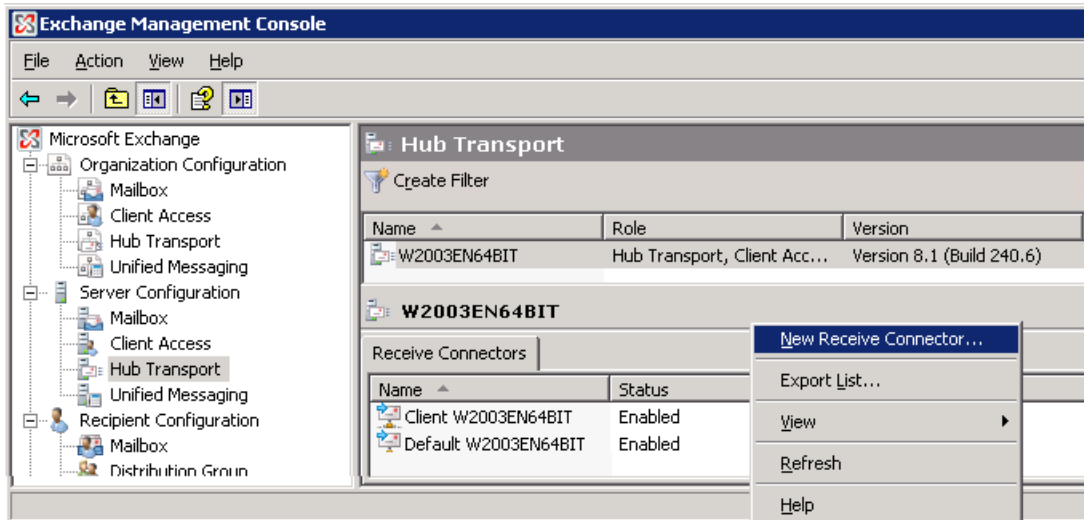 Exchange Management Console
File Action View Help
Microsoft Exchange
Organization Configuration
Mailbox
Client Access
Hub Transport
Unified Messaging
Server Configuration
Mailbox
Client Access
Hub Transport
Unified Messaging
Recipient Configuration
Mailbox
Distribution Group
Hub Transport
Create Filter
Name Role Version
W2003EN64BIT Hub Transport, Client Acc... Version 8.1 (Build 240.6)
W2003EN64BIT
Receive Connectors
Name Status
Client W2003EN64BIT Enabled
Default W2003EN64BIT Enabled
New Receive Connector...
Export List...
View
Refresh
Help